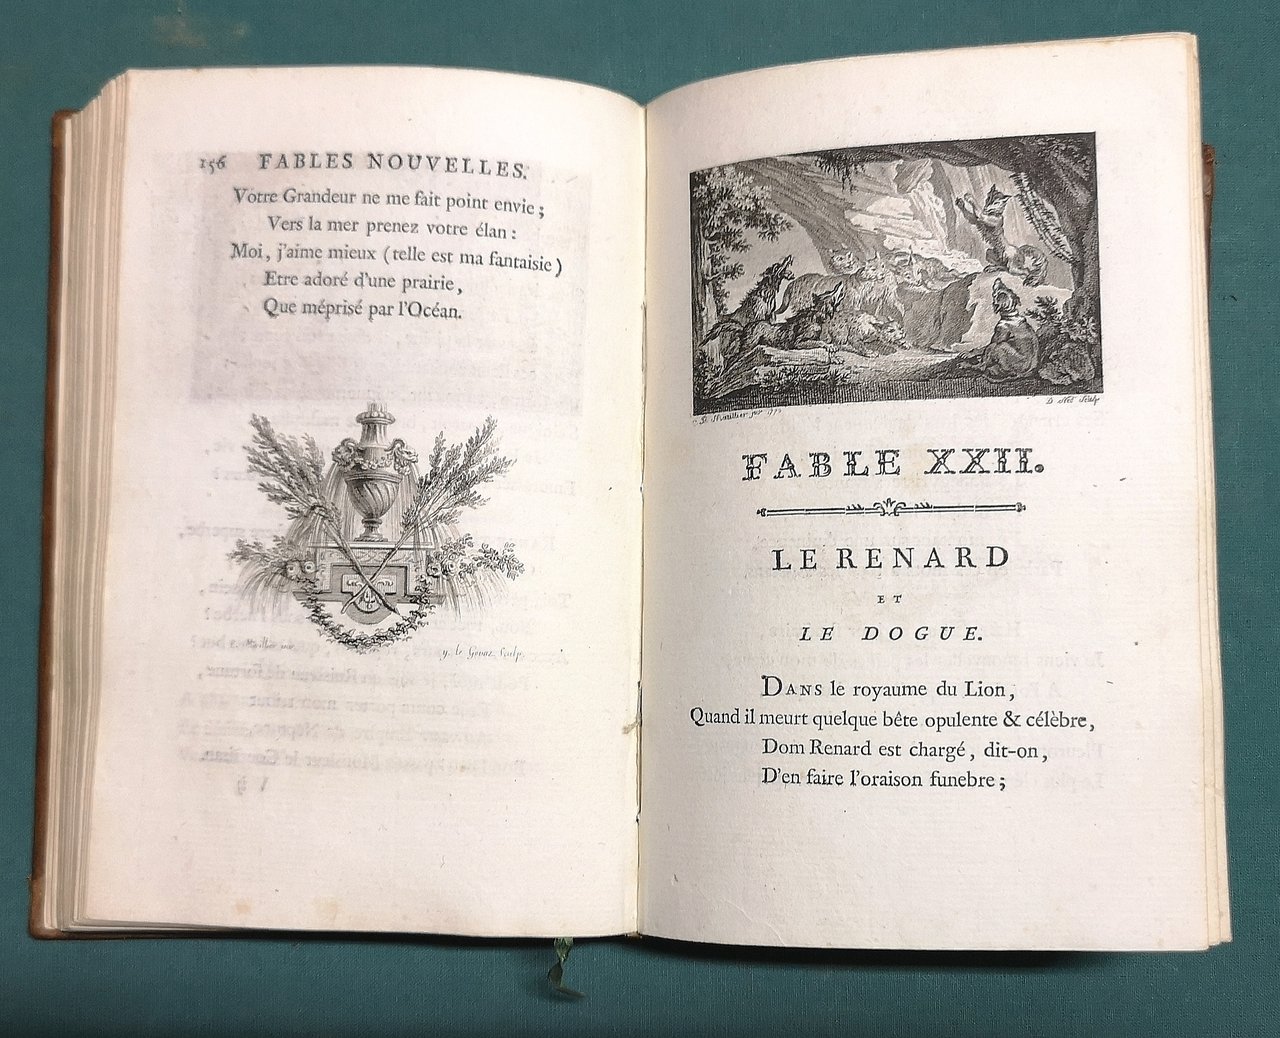 156 FABLES NOUVELLES.
Votre Grandeur ne me fait point envie ;
Vers la mer prenez votre élan :
Moi, j'aime mieux (telle est ma fantaisie)
Etre adoré d'une prairie,
Que méprisé par l'Océan.
y. le Gouaz Sculp.
FABLE XXII.
LE RENARD
ET
LE DOGUE.
DANS le royaume du Lion,
Quand il meurt quelque bête opulente & célèbre,
Dom Renard est chargé, dit-on,
D'en faire l'oraison funebre ;